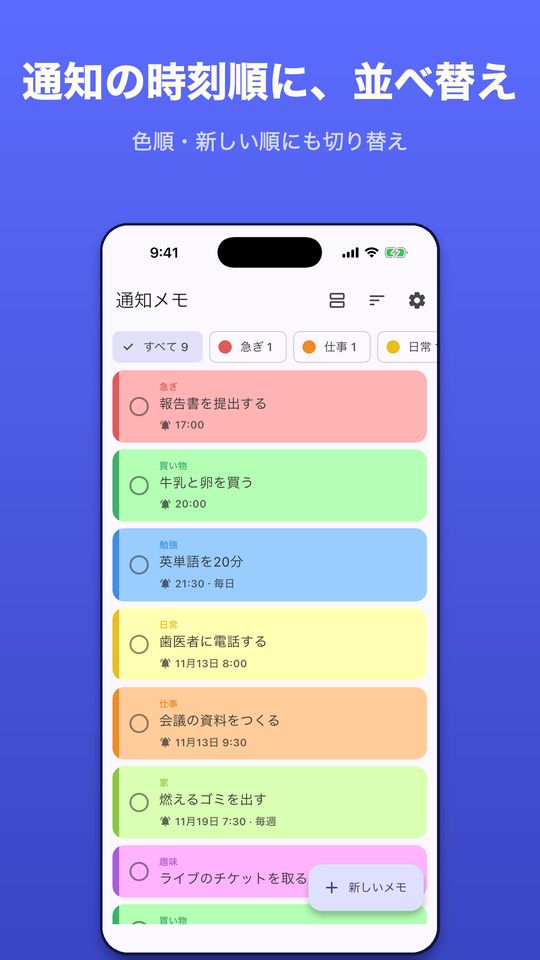 通知の時刻順に、並べ替え
色順・新しい順にも切り替え
9:41
通知メモ
すべて 9
急ぎ 1
仕事 1
日常
急ぎ
報告書を提出する
17:00
買い物
牛乳と卵を買う
20:00
勉強
英単語を20分
21:30・毎日
日常
歯医者に電話する
11月13日 8:00
仕事
会議の資料をつくる
11月13日 9:30
家
燃えるゴミを出す
11月19日 7:30・毎週
趣味
ライブのチケットを取る
新しいメモ
買い物